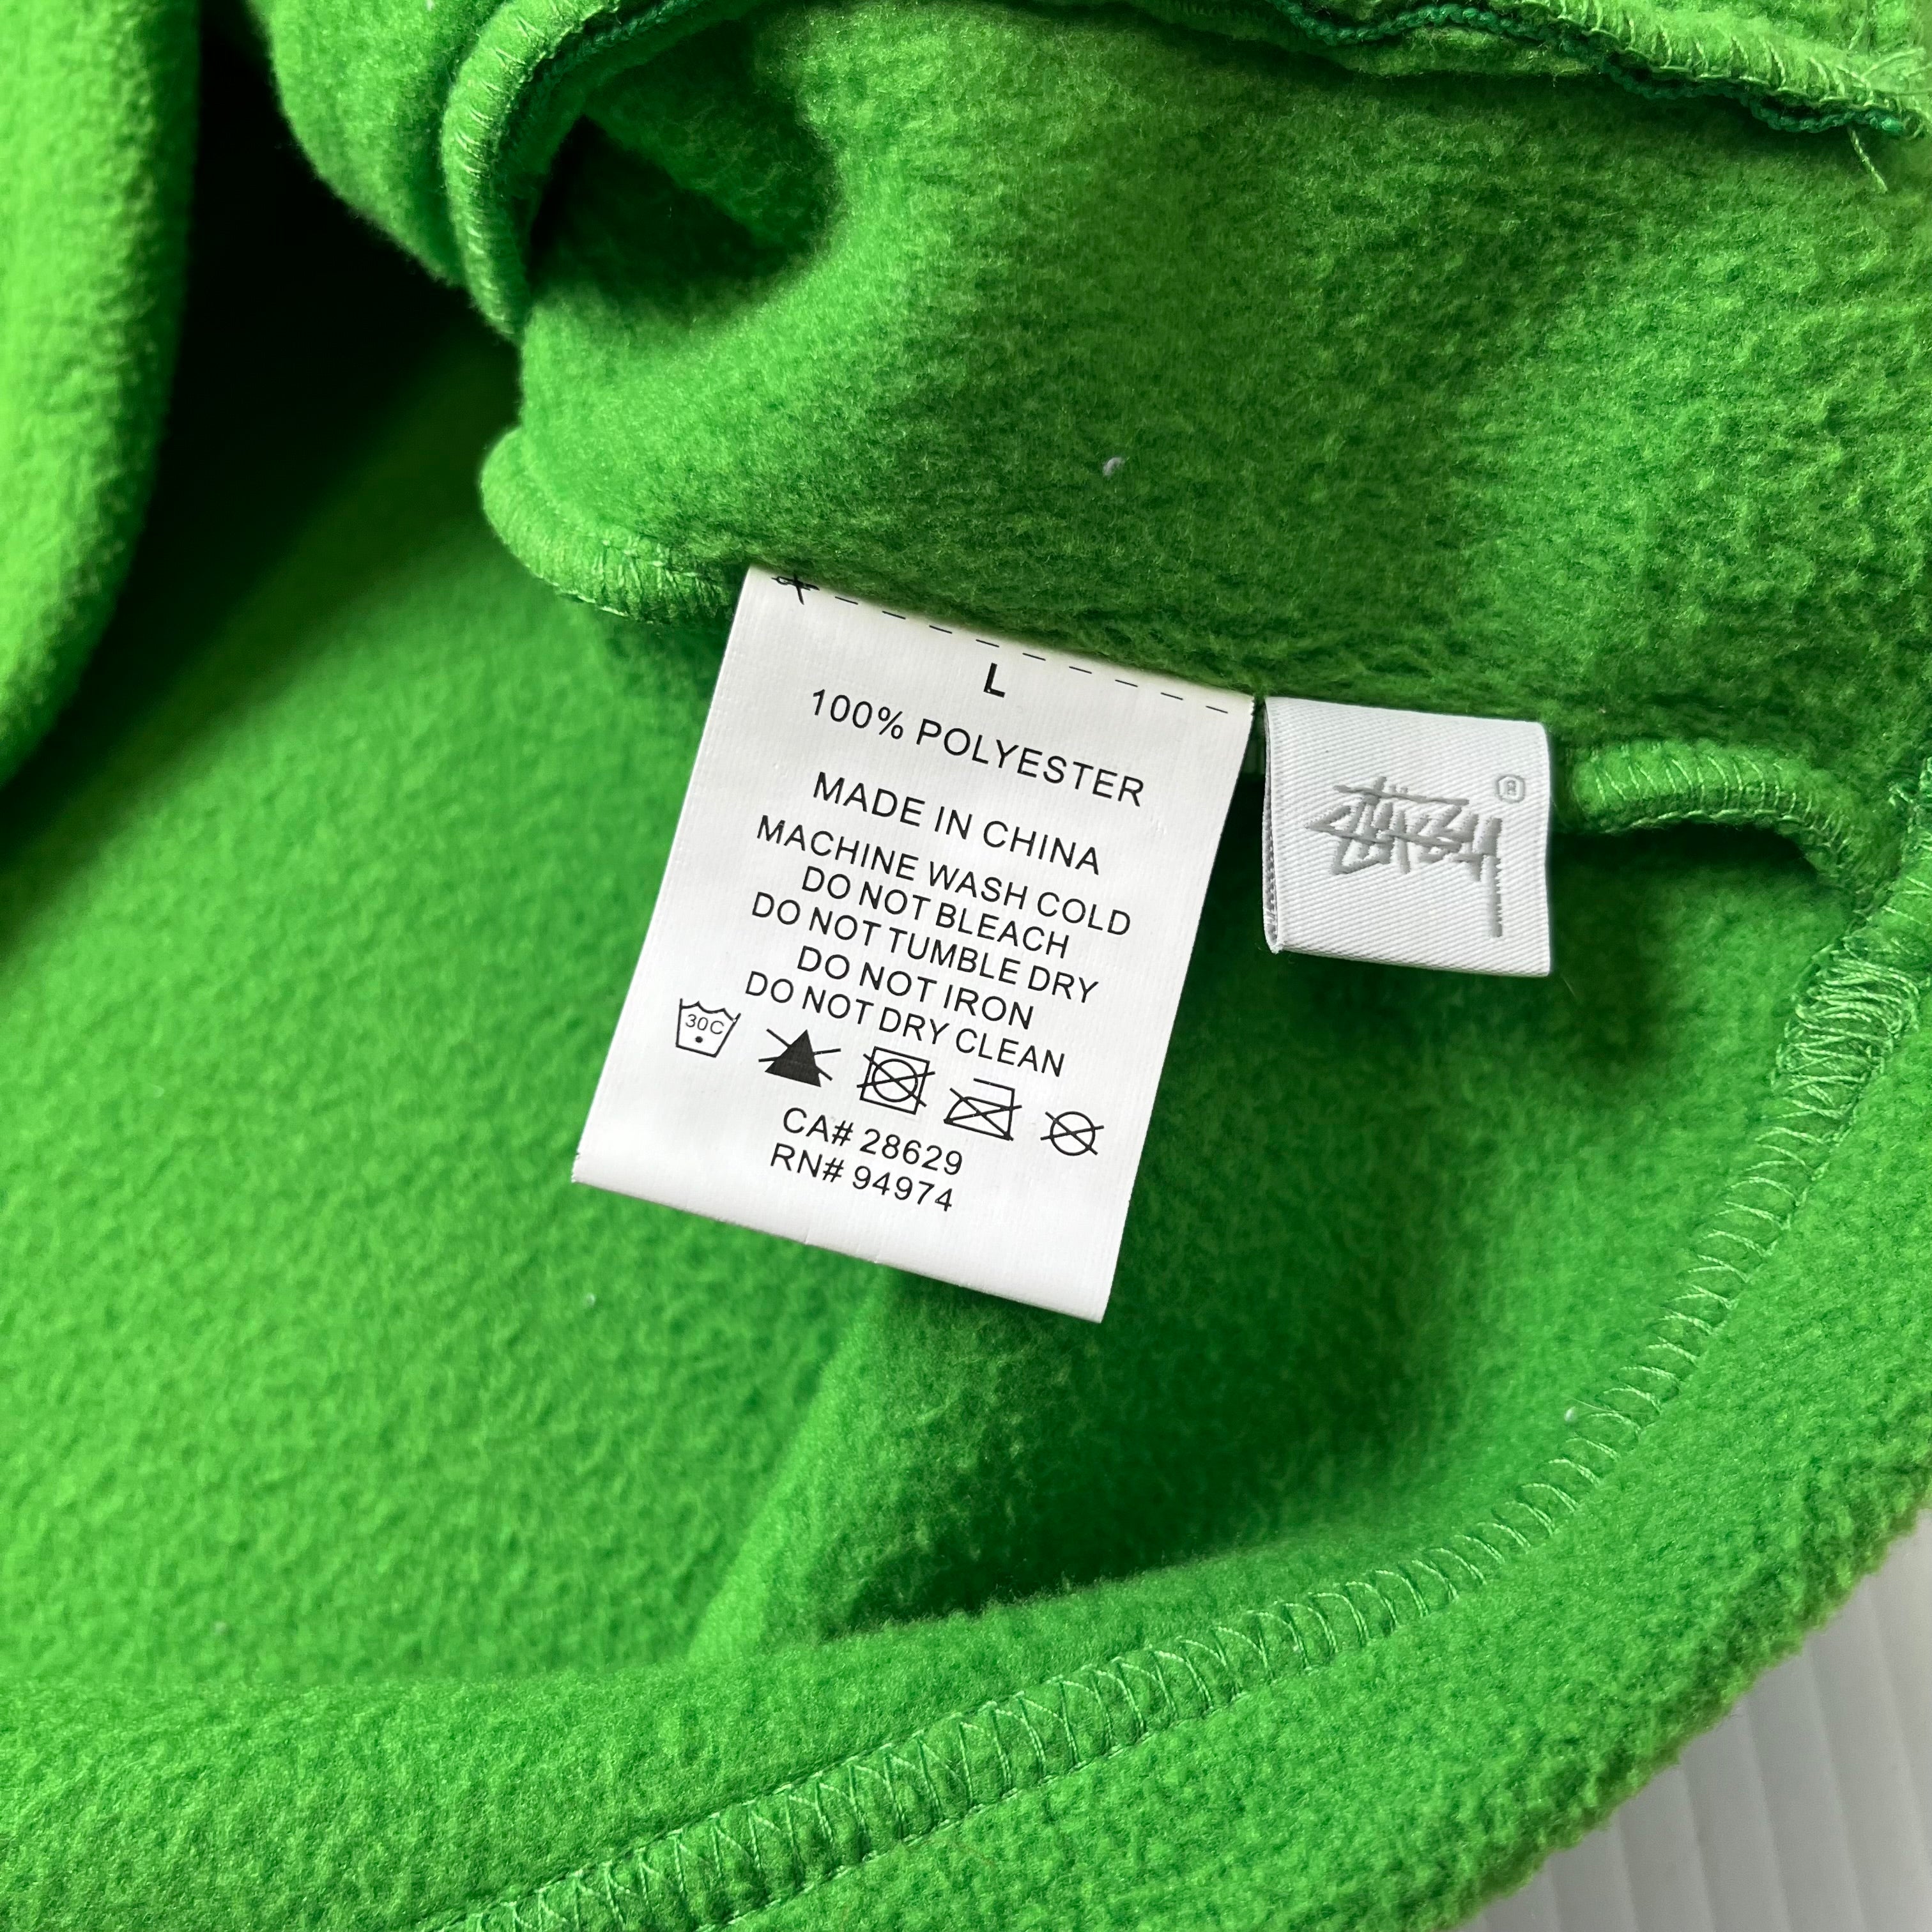 L
100% POLYESTER
MADE IN CHINA
MACHINE WASH COLD
DO NOT BLEACH
DO NOT TUMBLE DRY
DO NOT IRON
DO NOT DRY CLEAN
30C
CA# 28629
RN# 94974
Stüssy ®